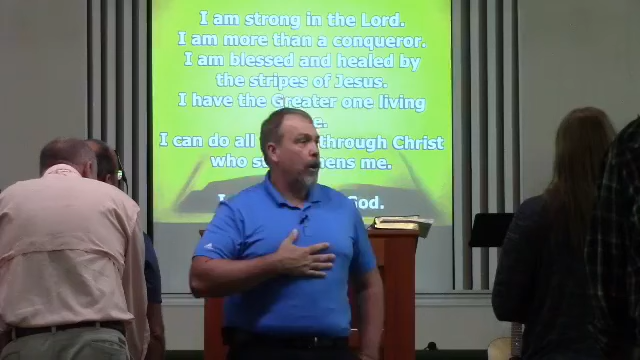 I am strong in the Lord.
I am more than a conqueror.
I am blessed and healed by
the stripes of Jesus.
I have the Greater one living
e.
I can do all through Christ
who s ens me.
I God.
adidas